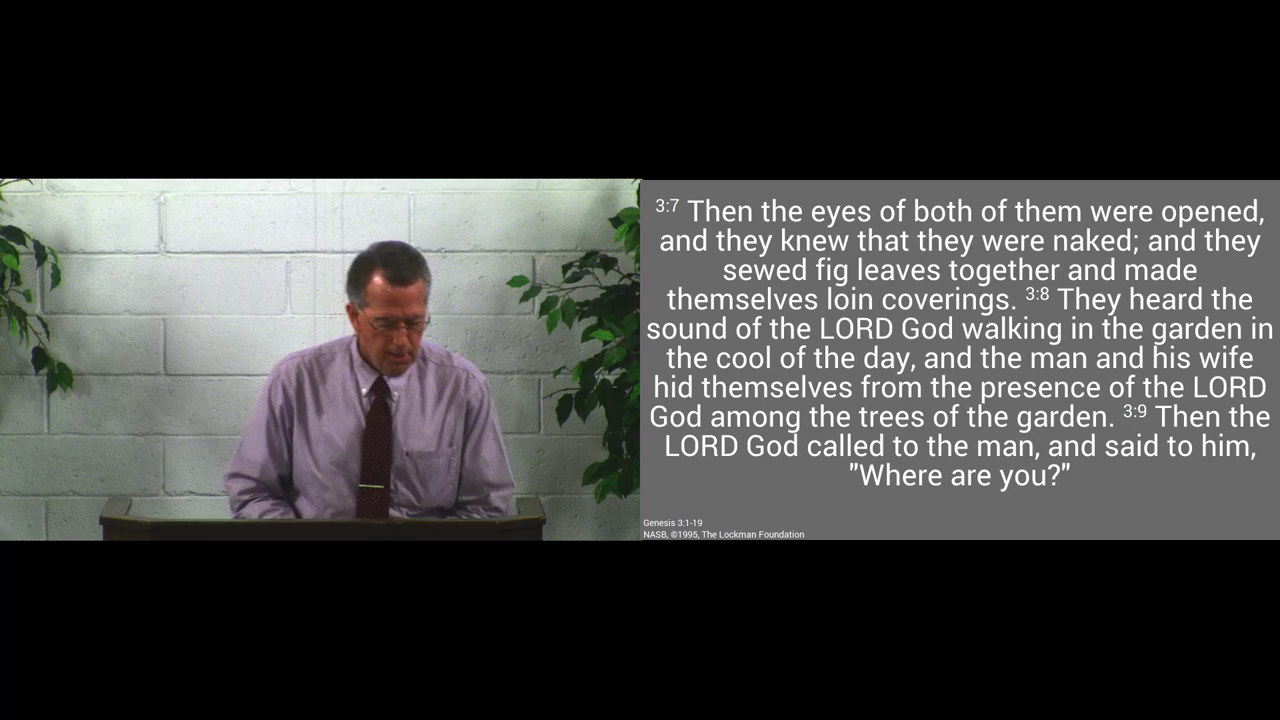 3:7 Then the eyes of both of them were opened,
and they knew that they were naked; and they
sewed fig leaves together and made
themselves loin coverings. 3:8 They heard the
sound of the LORD God walking in the garden in
the cool of the day, and the man and his wife
hid themselves from the presence of the LORD
God among the trees of the garden. 3:9 Then the
LORD God called to the man, and said to him,
"Where are you?"
Genesis 3:1-19
NASB, ©1995, The Lockman Foundation